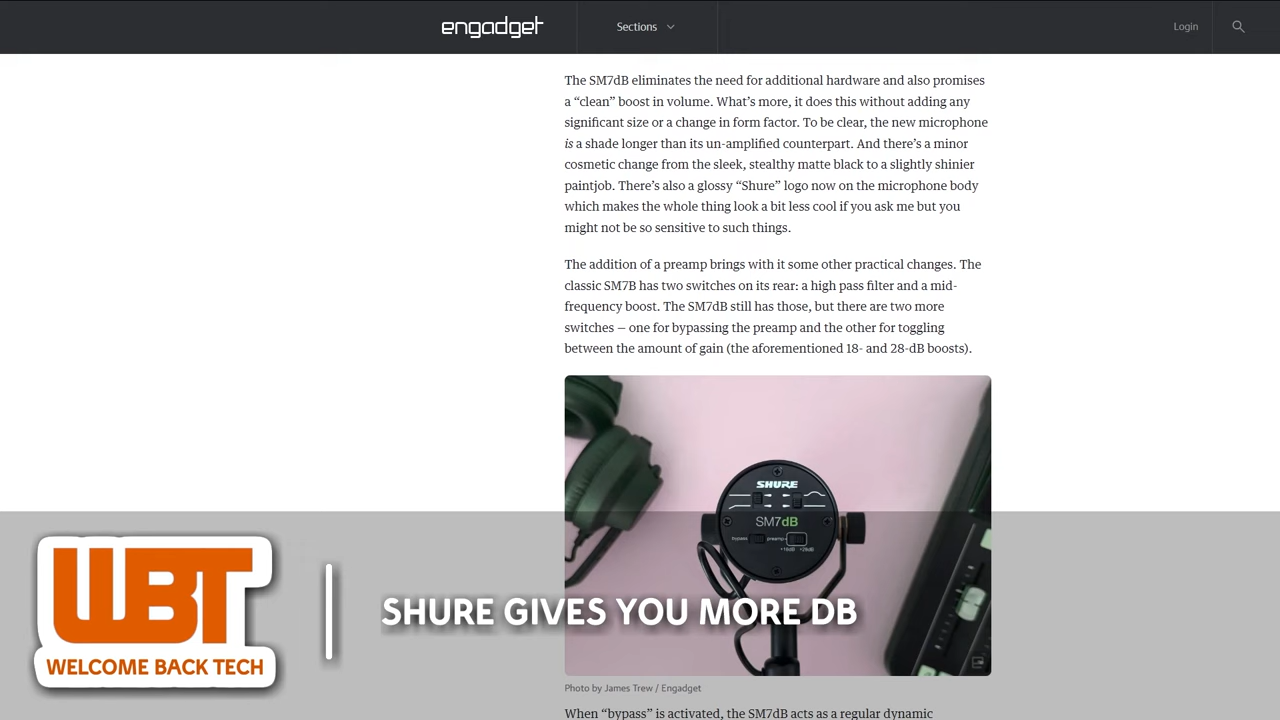 engadget
Sections
Login
The SM7dB eliminates the need for additional hardware and also promises
a “clean” boost in volume. What’s more, it does this without adding any
significant size or a change in form factor. To be clear, the new microphone
is a shade longer than its un-amplified counterpart. And there’s a minor
cosmetic change from the sleek, stealthy matte black to a slightly shinier
paintjob. There’s also a glossy “Shure” logo now on the microphone body
which makes the whole thing look a bit less cool if you ask me but you
might not be so sensitive to such things.
The addition of a preamp brings with it some other practical changes. The
classic SM7B has two switches on its rear: a high pass filter and a mid-
frequency boost. The SM7dB still has those, but there are two more
switches — one for bypassing the preamp and the other for toggling
between the amount of gain (the aforementioned 18- and 28-dB boosts).
SHURE
SM7dB
bypass preamp
+18dB +28dB
WBT
WELCOME BACK TECH
SHURE GIVES YOU MORE DB
Photo by James Trew / Engadget
When “bypass” is activated, the SM7dB acts as a regular dynamic